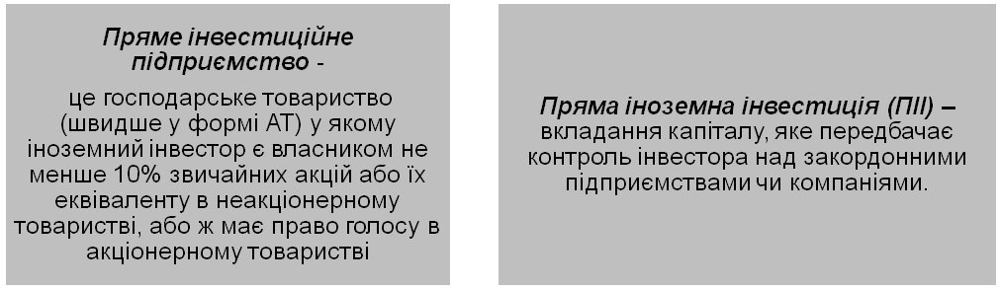 Пряме інвестиційне
підприємство -
це господарське товариство
(швидше у формі АТ) у якому
іноземний інвестор є власником не
менше 10% звичайних акцій або їх
еквіваленту в неакціонерному
товаристві, або ж має право голосу в
акціонерному товаристві
Пряма іноземна інвестиція (ПІІ) –
вкладання капіталу, яке передбачає
контроль інвестора над закордонними
підприємствами чи компаніями.